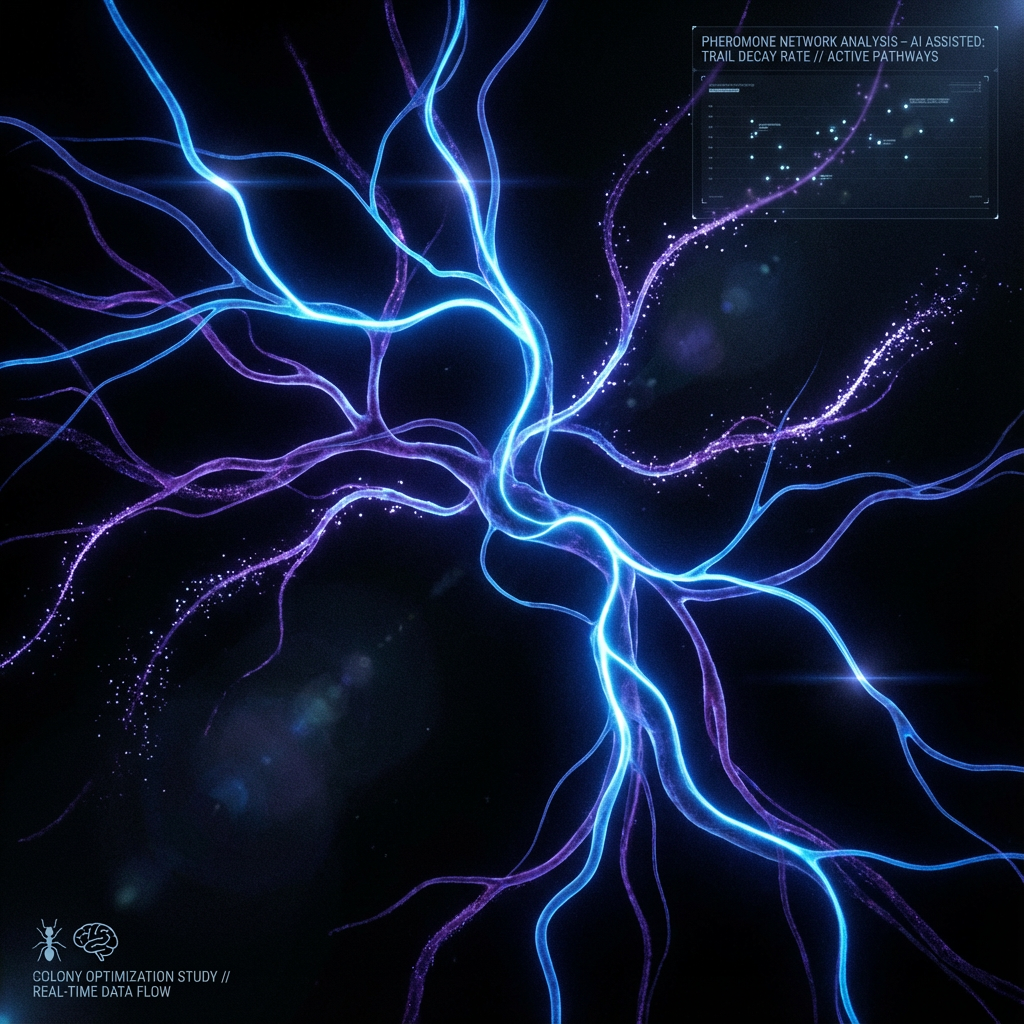 PHEROMONE NETWORK ANALYSIS – AI ASSISTED:
TRAIL DECAY RATE // ACTIVE PATHWAYS
COLONY OPTIMIZATION STUDY //
REAL-TIME DATA FLOW